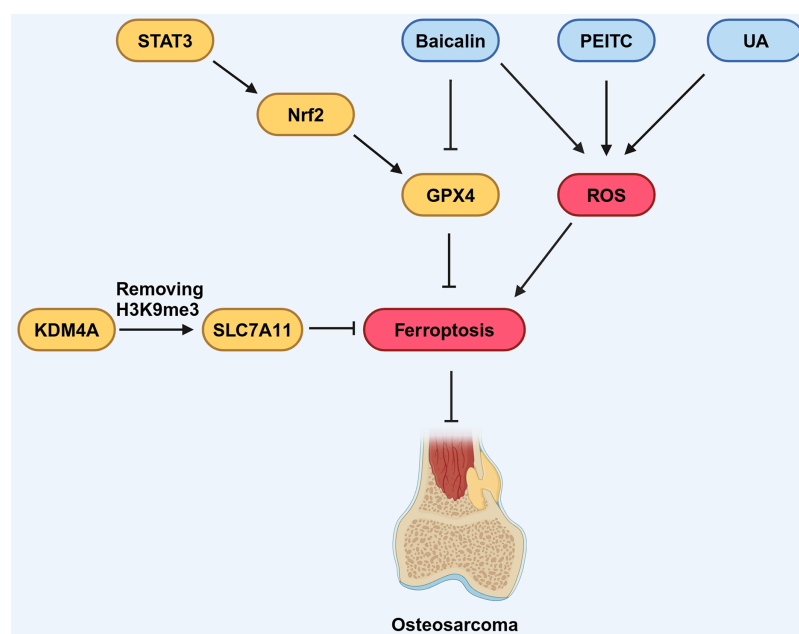 STAT3
Baicalin
PEITC
UA
Nrf2
GPX4
ROS
Removing
H3K9me3
KDM4A
SLC7A11
Ferroptosis
Osteosarcoma